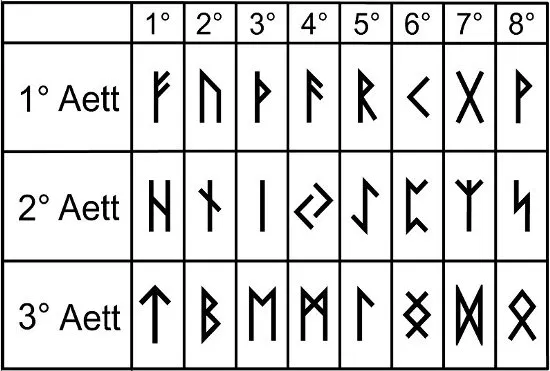 1° 2° 3° 4° 5° 6° 7° 8°
1° Aett ᚠ ᚢ ᚦ ᚨ ᚱ ᚲ ᚷ ᚹ
2° Aett ᚺ ᚾ ᛁ ᛃ ᛇ ᛈ ᛉ ᛋ
3° Aett ᛏ ᛒ ᛖ ᛗ ᛚ ᛝ ᛞ ᛟ